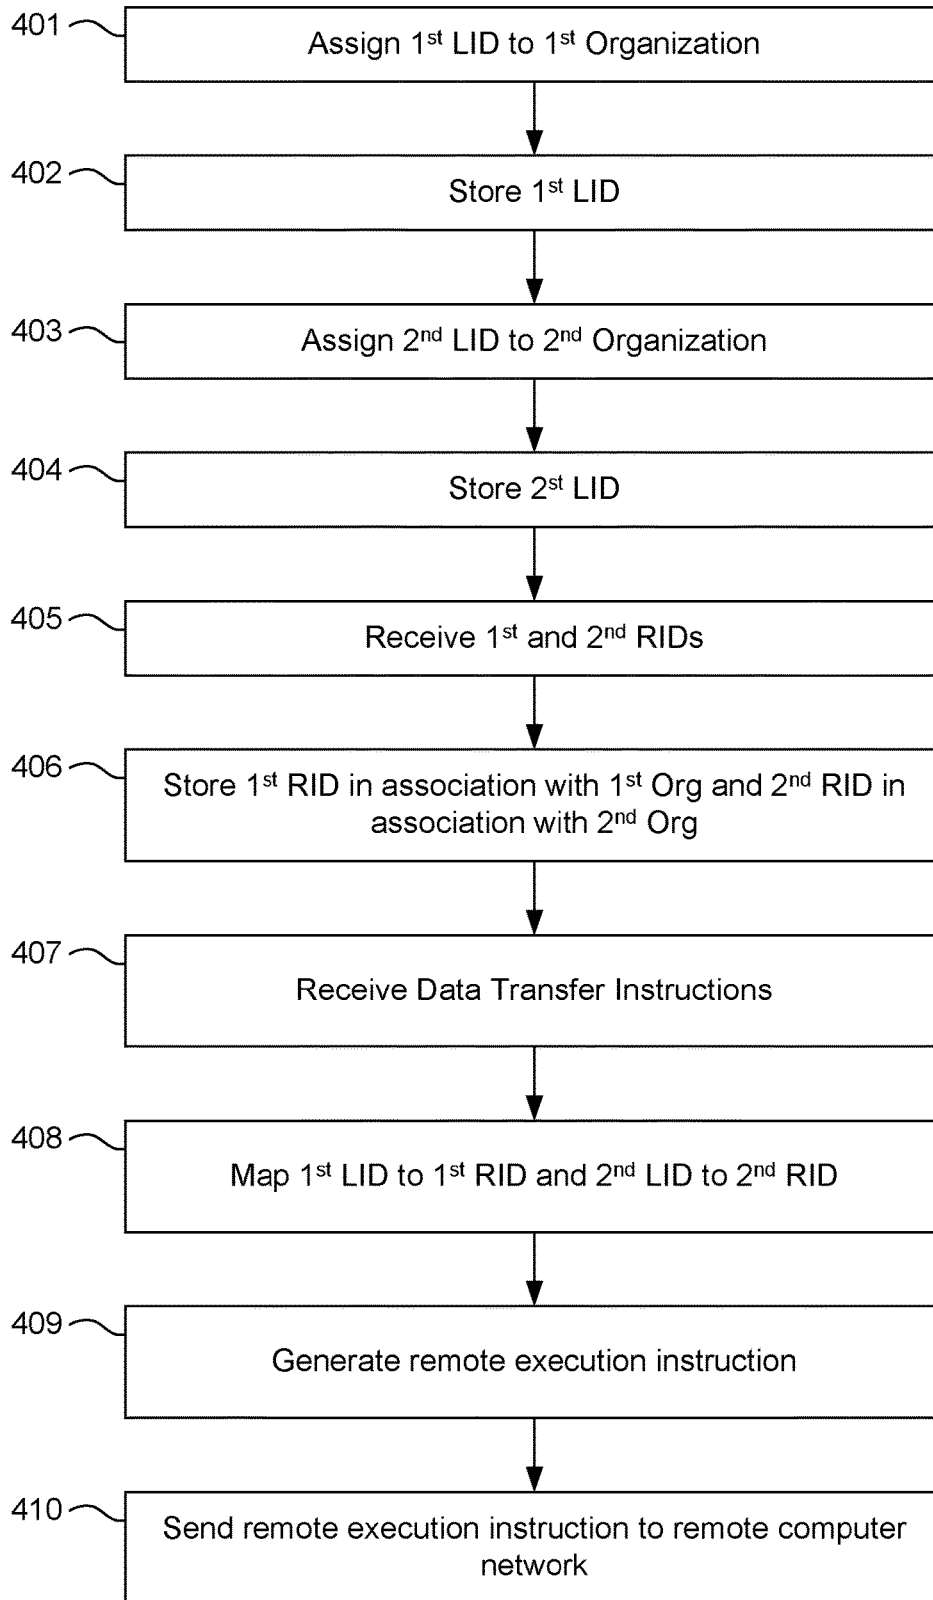 401
Assign 1st LID to 1st Organization
402
Store 1st LID
403
Assign 2nd LID to 2nd Organization
404
Store 2st LID
405
Receive 1st and 2nd RIDs
406
Store 1st RID in association with 1st Org and 2nd RID in
association with 2nd Org
407
Receive Data Transfer Instructions
408
Map 1st LID to 1st RID and 2nd LID to 2nd RID
409
Generate remote execution instruction
410
Send remote execution instruction to remote computer
network